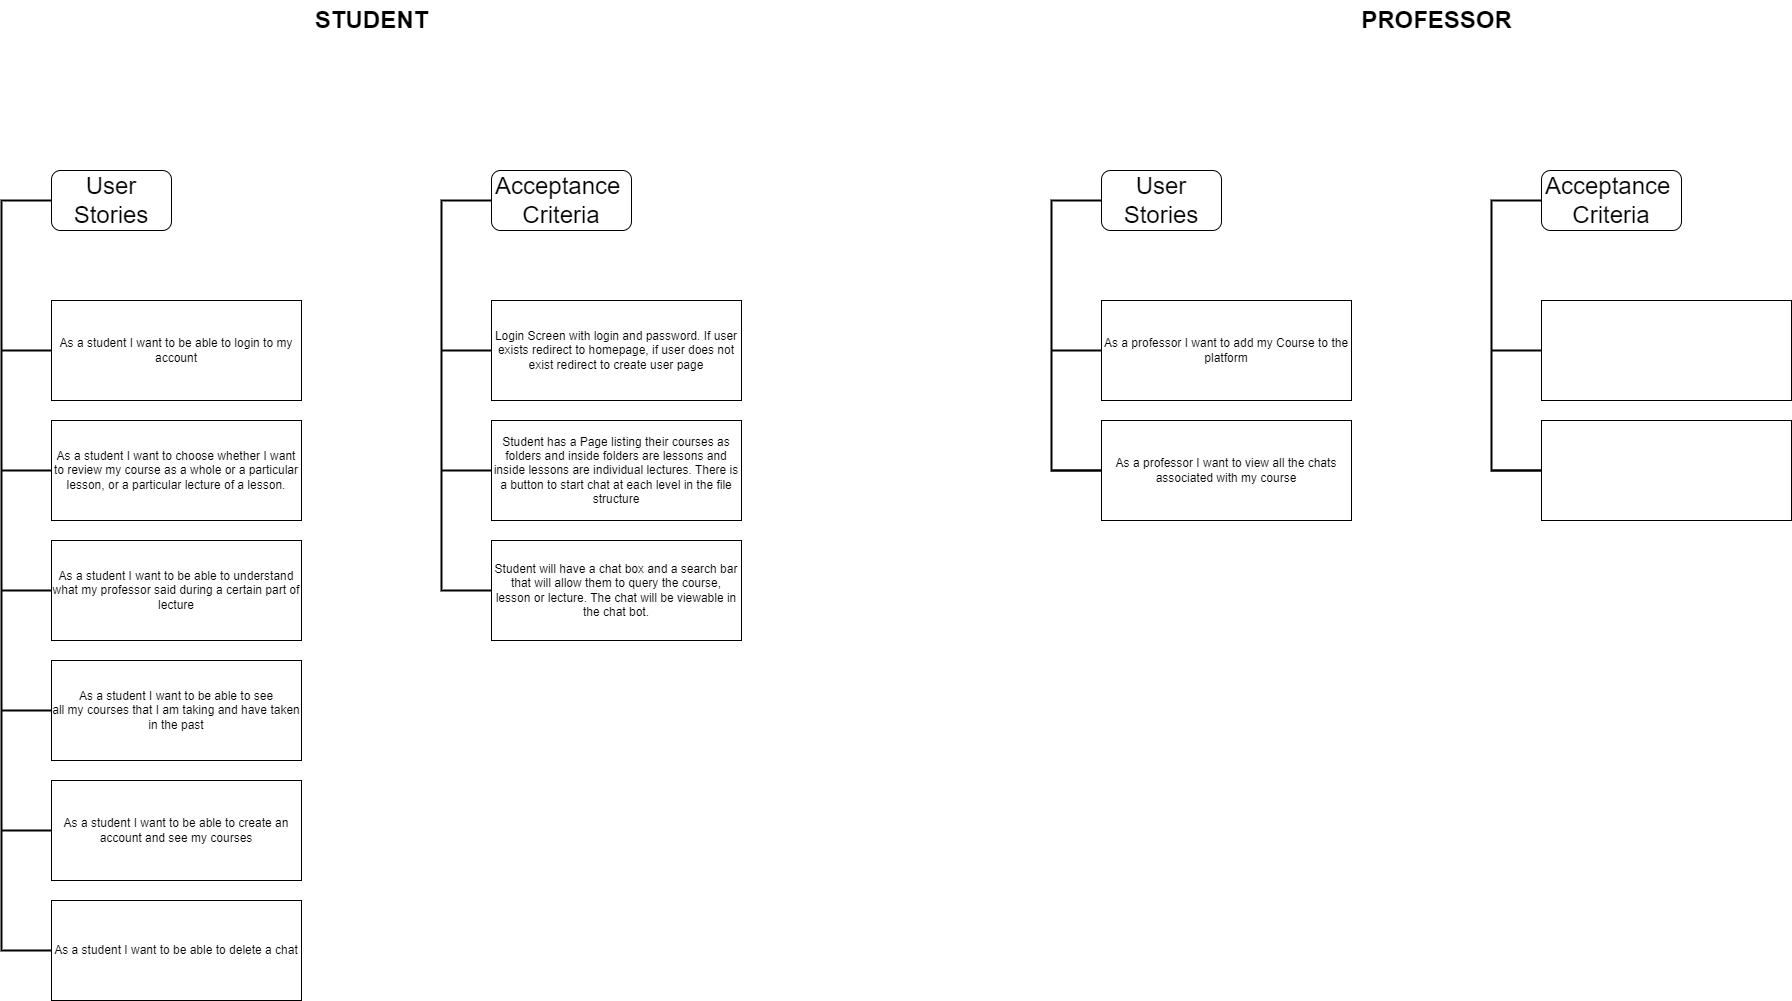 STUDENT
PROFESSOR
User
Stories
Acceptance
Criteria
User
Stories
Acceptance
Criteria
As a student I want to be able to login to my
account
Login Screen with login and password. If user
exists redirect to homepage, if user does not
exist redirect to create user page
As a professor I want to add my Course to the
platform
As a student I want to choose whether I want
to review my course as a whole or a particular
lesson, or a particular lecture of a lesson.
Student has a Page listing their courses as
folders and inside folders are lessons and
inside lessons are individual lectures. There is
a button to start chat at each level in the file
structure
As a professor I want to view all the chats
associated with my course
As a student I want to be able to understand
what my professor said during a certain part of
lecture
Student will have a chat box and a search bar
that will allow them to query the course,
lesson or lecture. The chat will be viewable in
the chat bot.
As a student I want to be able to see
all my courses that I am taking and have taken
in the past
As a student I want to be able to create an
account and see my courses
As a student I want to be able to delete a chat